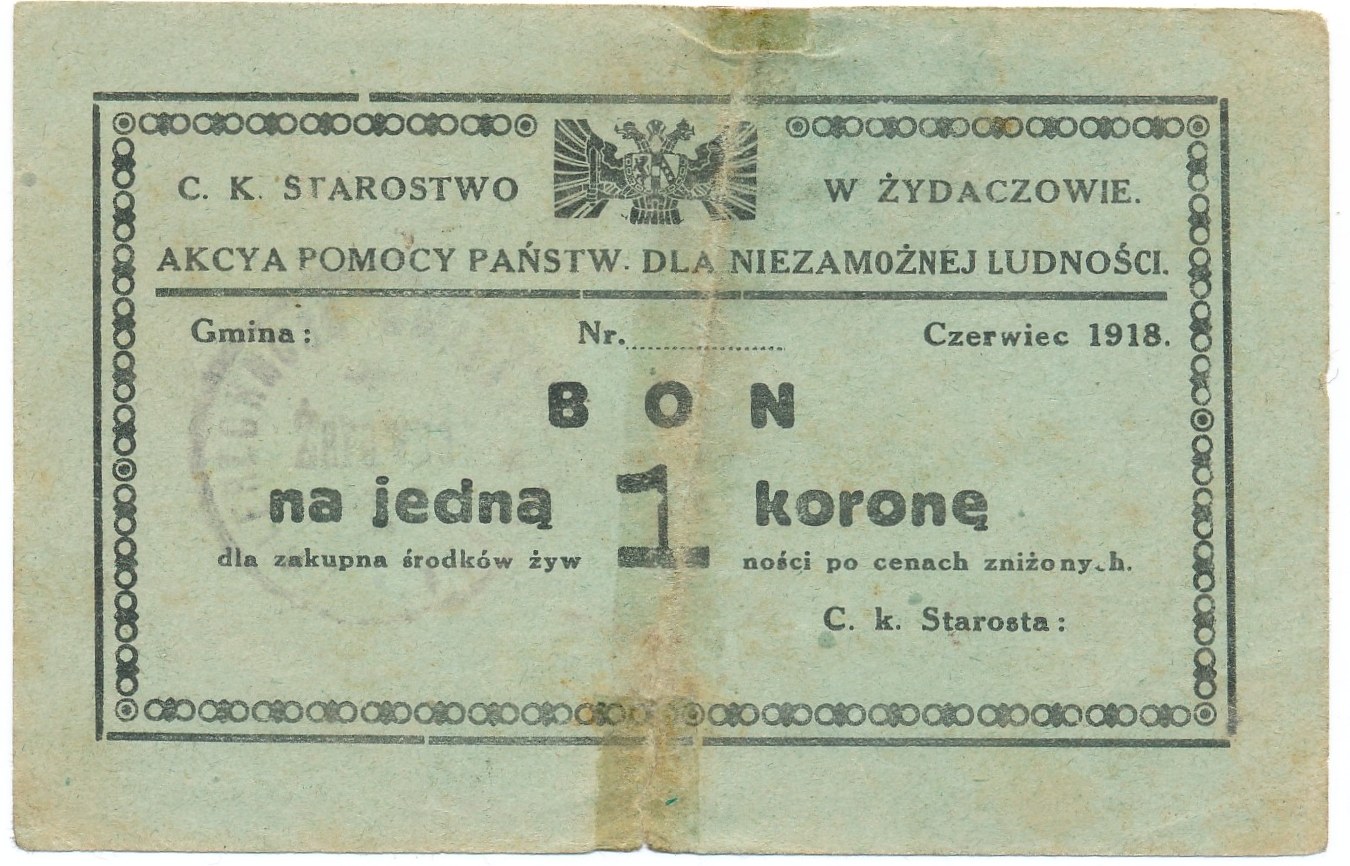 C. K. STAROSTWO W ŻYDACZOWIE.
AKCYA POMOCY PAŃSTW. DLA NIEZAMOŻNEJ LUDNOŚCI.
Gmina: Nr. Czerwiec 1918.
BON
na jedną 1 koronę
dla zakupna środków żyw ności po cenach zniżonych.
C. k. Starosta: